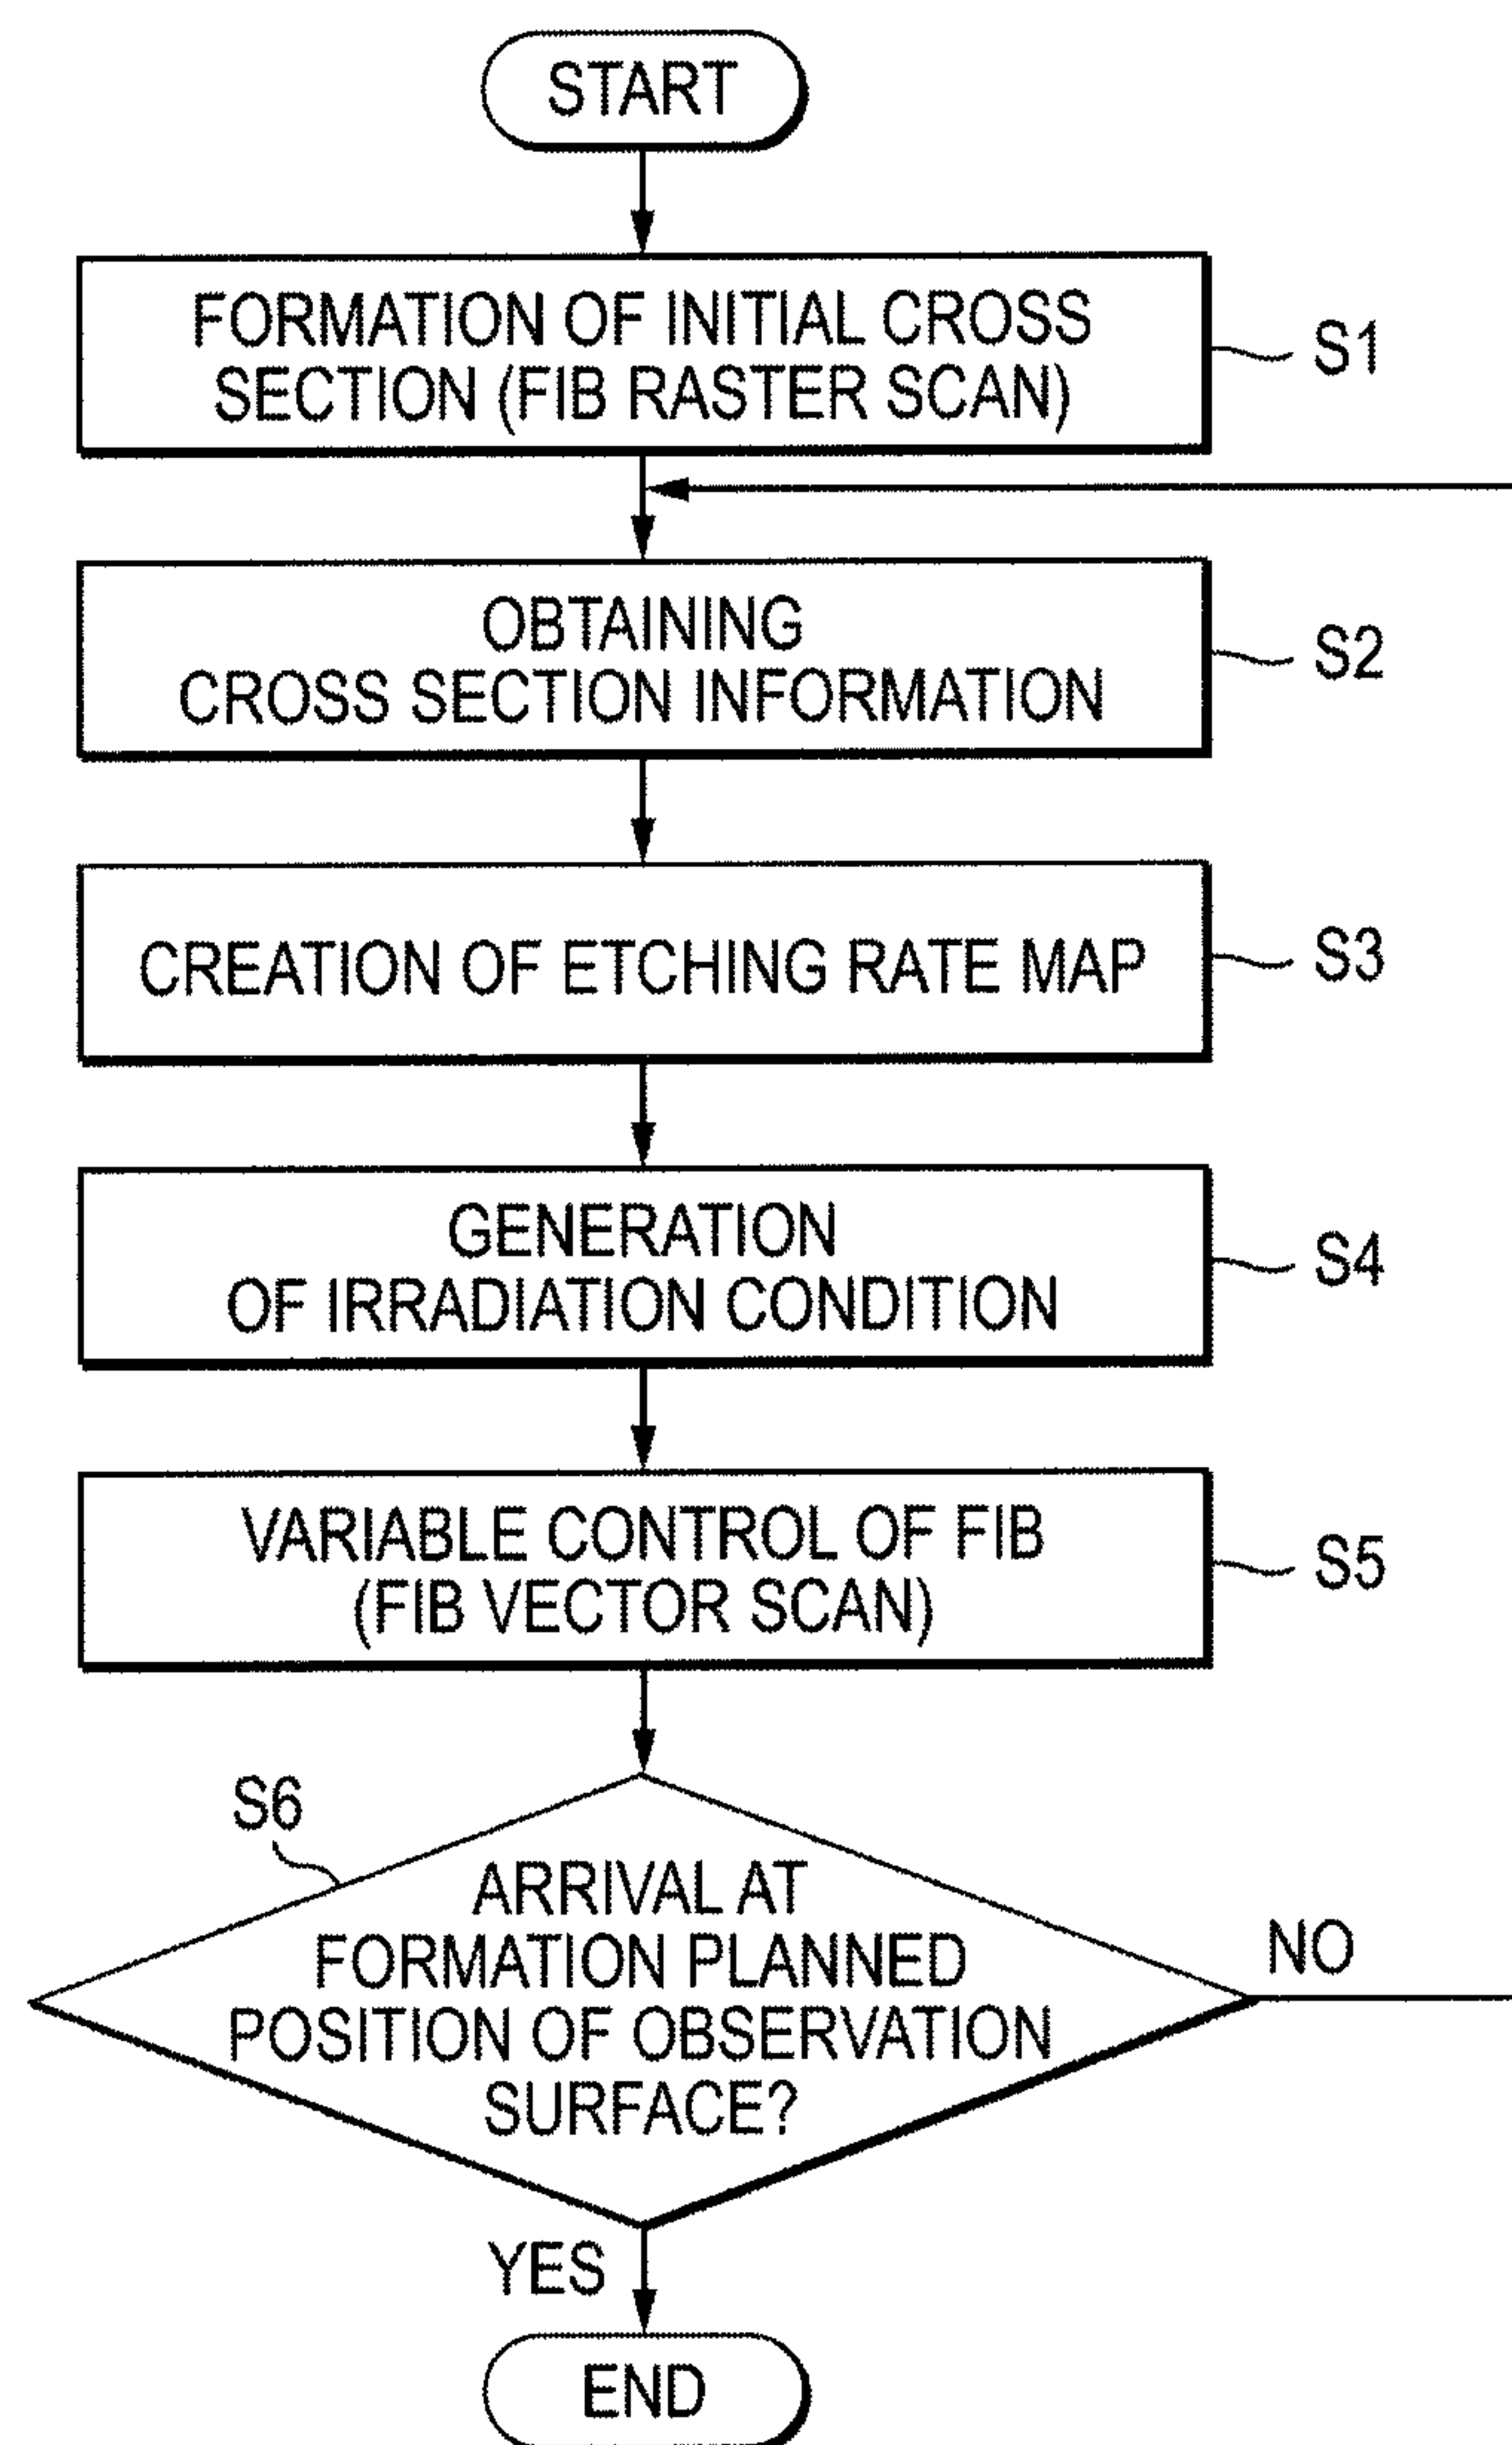 START
FORMATION OF INITIAL CROSS
SECTION (FIB RASTER SCAN)
S1
OBTAINING
CROSS SECTION INFORMATION
S2
CREATION OF ETCHING RATE MAP
S3
GENERATION
OF IRRADIATION CONDITION
S4
VARIABLE CONTROL OF FIB
(FIB VECTOR SCAN)
S5
S6
ARRIVAL AT
FORMATION PLANNED
POSITION OF OBSERVATION
SURFACE?
NO
YES
END